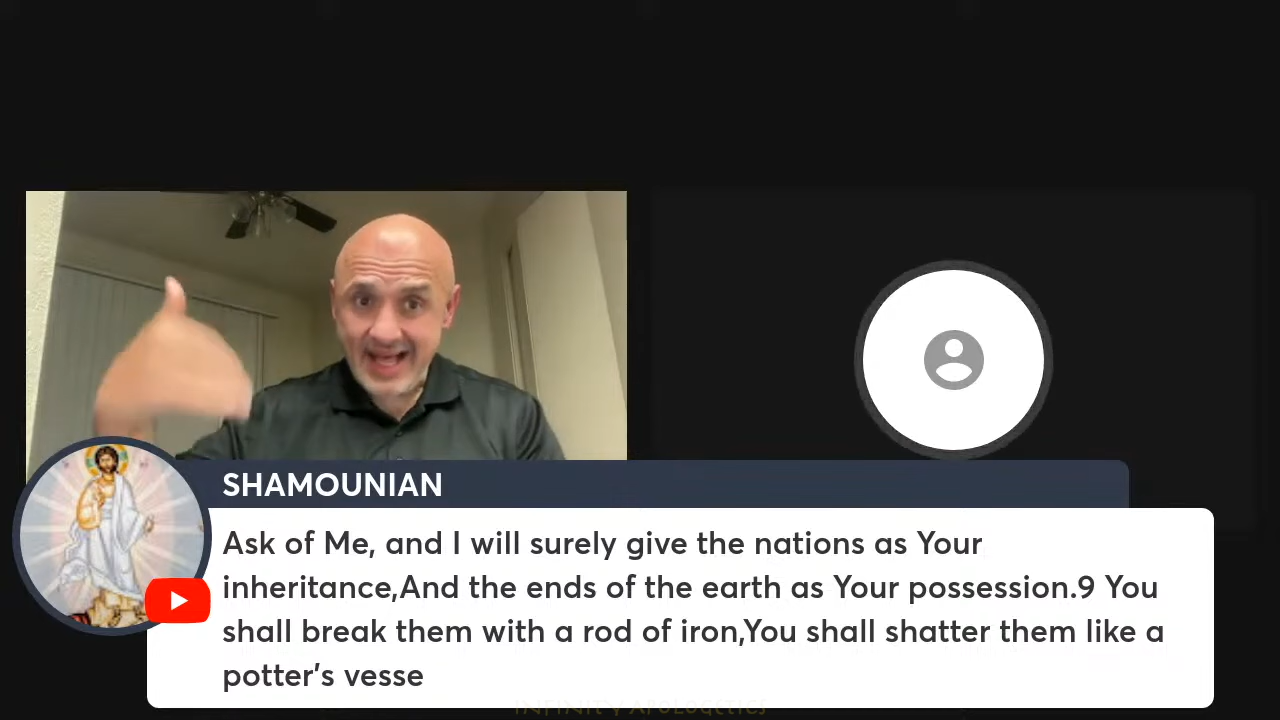 SHAMOUNIAN
Ask of Me, and I will surely give the nations as Your
inheritance,And the ends of the earth as Your possession.9 You
shall break them with a rod of iron,You shall shatter them like a
potter’s vesse
INFINITY APOLOGETICS